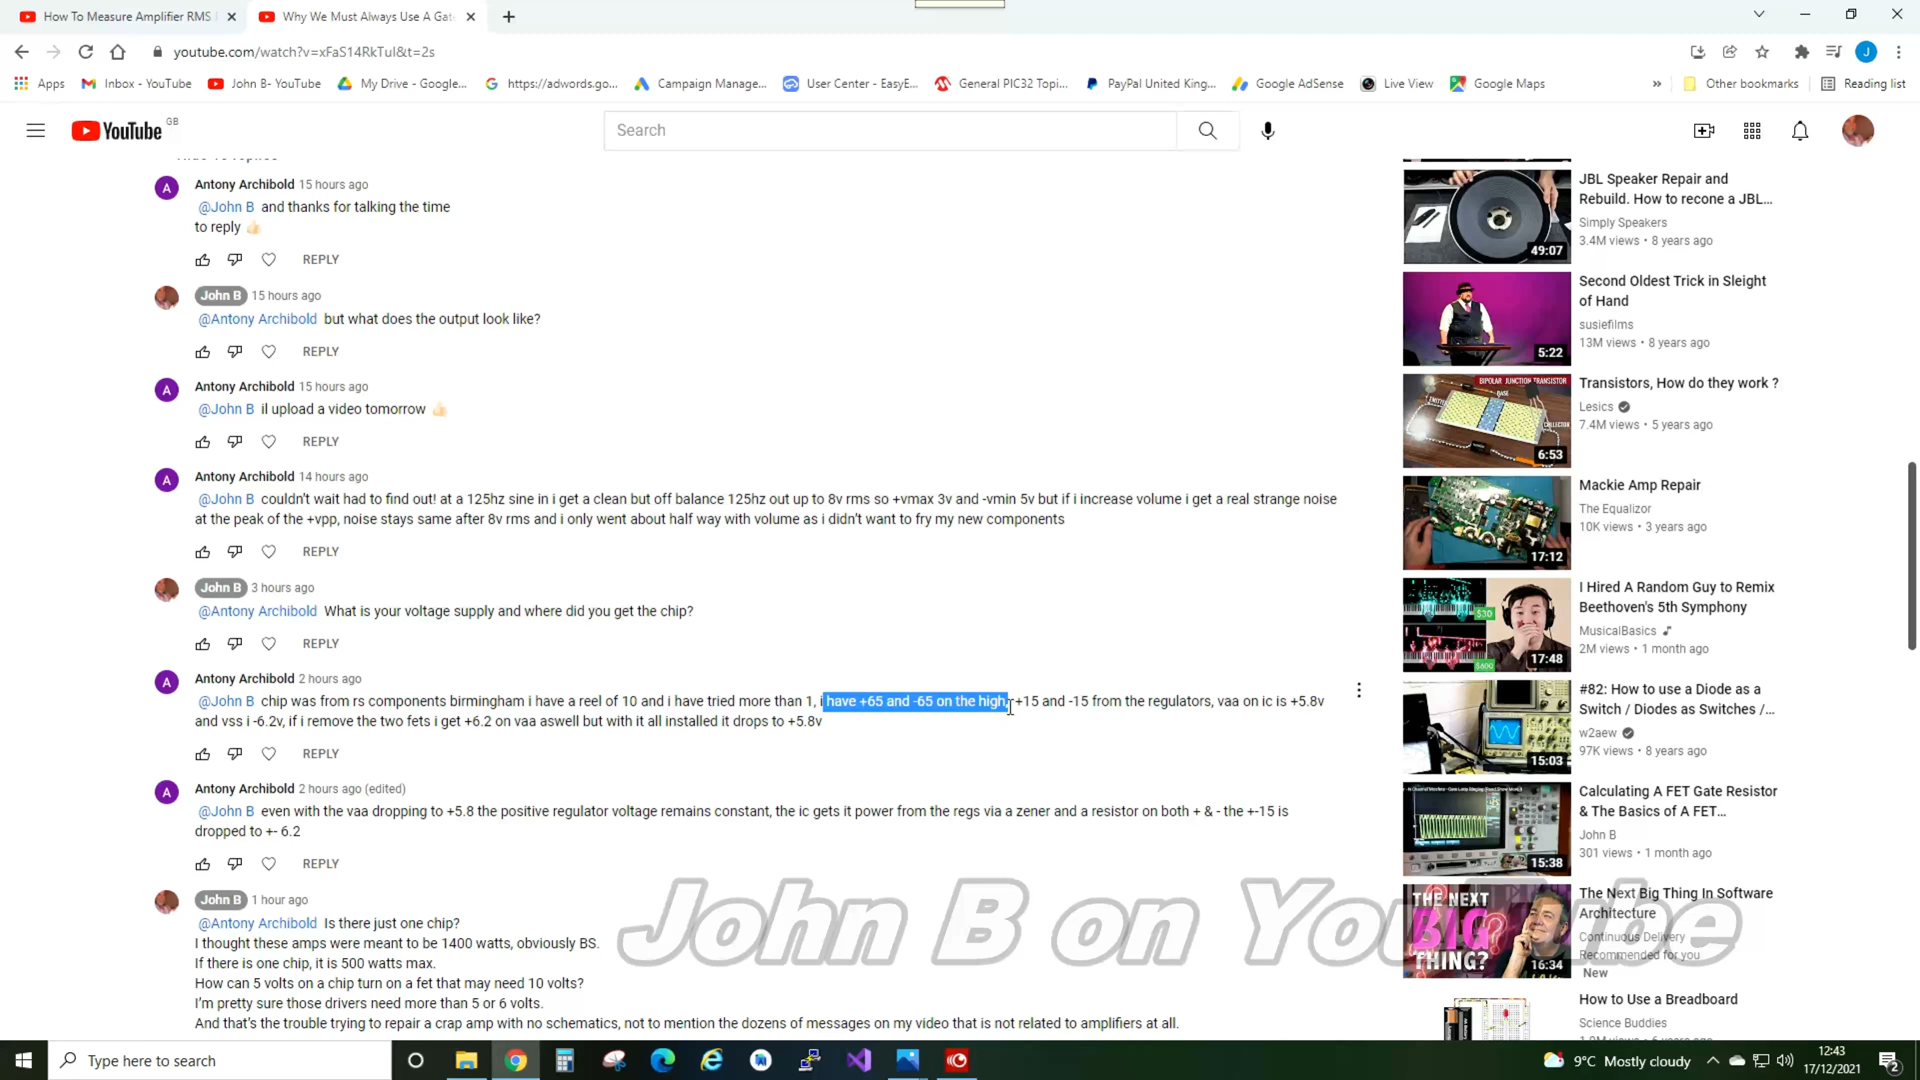 How To Measure Amplifier RMS
Why We Must Always Use A Gat
youtube.com/watch?v=xFaS14RkTuI&t=2s
J
Apps
Inbox - YouTube
John B- YouTube
My Drive - Google...
https://adwords.go...
Campaign Manage...
User Center - EasyE...
General PIC32 Topi...
PayPal United King...
Google AdSense
Live View
Google Maps
Other bookmarks
Reading list
YouTube GB
Search
A
Antony Archibold 15 hours ago
@John B and thanks for talking the time
to reply 👍🏻
REPLY
John B 15 hours ago
@Antony Archibold but what does the output look like?
REPLY
A
Antony Archibold 15 hours ago
@John B il upload a video tomorrow 👍🏻
REPLY
A
Antony Archibold 14 hours ago
@John B couldn't wait had to find out! at a 125hz sine in i get a clean but off balance 125hz out up to 8v rms so +vmax 3v and -vmin 5v but if i increase volume i get a real strange noise
at the peak of the +vpp, noise stays same after 8v rms and i only went about half way with volume as i didn't want to fry my new components
REPLY
John B 3 hours ago
@Antony Archibold What is your voltage supply and where did you get the chip?
REPLY
A
Antony Archibold 2 hours ago
@John B chip was from rs components birmingham i have a reel of 10 and i have tried more than 1, i have +65 and -65 on the high, +15 and -15 from the regulators, vaa on ic is +5.8v
and vss i -6.2v, if i remove the two fets i get +6.2 on vaa aswell but with it all installed it drops to +5.8v
REPLY
A
Antony Archibold 2 hours ago (edited)
@John B even with the vaa dropping to +5.8 the positive regulator voltage remains constant, the ic gets it power from the regs via a zener and a resistor on both + & - the +-15 is
dropped to +- 6.2
REPLY
John B 1 hour ago
@Antony Archibold Is there just one chip?
I thought these amps were meant to be 1400 watts, obviously BS.
If there is one chip, it is 500 watts max.
How can 5 volts on a chip turn on a fet that may need 10 volts?
I'm pretty sure those drivers need more than 5 or 6 volts.
And that's the trouble trying to repair a crap amp with no schematics, not to mention the dozens of messages on my video that is not related to amplifiers at all.
49:07
JBL Speaker Repair and
Rebuild. How to recone a JBL...
Simply Speakers
3.4M views • 8 years ago
5:22
Second Oldest Trick in Sleight
of Hand
susiefilms
13M views • 8 years ago
BIPOLAR JUNCTION TRANSISTOR
BASE
COLLECTOR
6:53
Transistors, How do they work ?
Lesics
7.4M views • 5 years ago
17:12
Mackie Amp Repair
The Equalizor
10K views • 3 years ago
$30
$600
17:48
I Hired A Random Guy to Remix
Beethoven's 5th Symphony
MusicalBasics
2M views • 1 month ago
15:03
#82: How to use a Diode as a
Switch / Diodes as Switches /...
w2aew
97K views • 8 years ago
15:38
Calculating A FET Gate Resistor
& The Basics of A FET...
John B
301 views • 1 month ago
THE NEXT
BIG
THING?
16:34
The Next Big Thing In Software
Architecture
Continuous Delivery
Recommended for you
New
How to Use a Breadboard
Science Buddies
John B on YouTube
Type here to search
9°C Mostly cloudy
12:43
17/12/2021
2